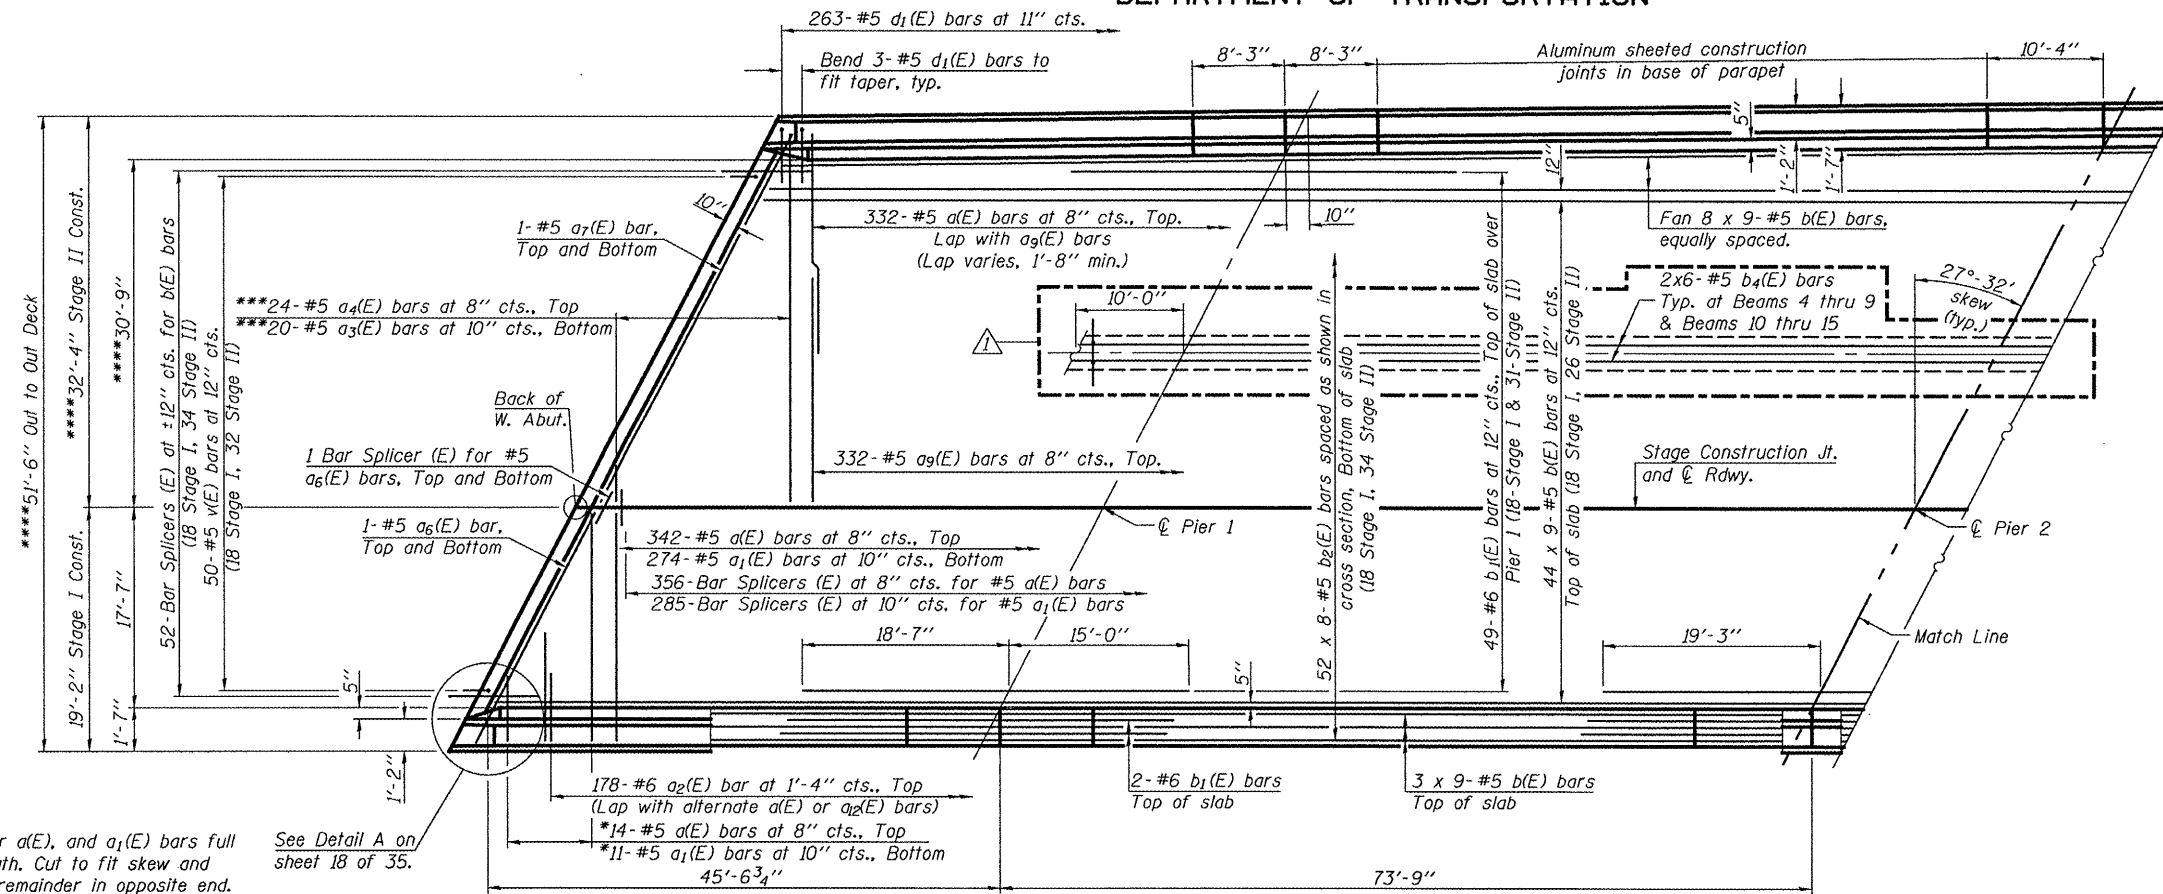 DEPARTMENT OF TRANSPORTATION
263-#5 d1(E) bars at 11" cts.
Bend 3-#5 d1(E) bars to
fit taper, typ.
8'-3"
8'-3"
Aluminum sheeted construction
joints in base of parapet
10'-4"
5"
12"
1'-2"
1'-7"
****51'-6" Out to Out Deck
****32'-4" Stage II Const.
****30'-9"
19'-2" Stage I Const.
17'-7"
1'-7"
52-Bar Splicers (E) at ±12" cts. for b(E) bars
(18 Stage I, 34 Stage II)
50-#5 v(E) bars at 12" cts.
(18 Stage I, 32 Stage II)
10"
1-#5 a7(E) bar,
Top and Bottom
332-#5 a(E) bars at 8" cts., Top.
Lap with a9(E) bars
(Lap varies, 1'-8" min.)
10"
Fan 8 x 9-#5 b(E) bars,
equally spaced.
***24-#5 a4(E) bars at 8" cts., Top
***20-#5 a3(E) bars at 10" cts., Bottom
10'-0"
1
2x6-#5 b4(E) bars
Typ. at Beams 4 thru 9
& Beams 10 thru 15
27°-32'
skew
(typ.)
Back of
W. Abut.
1 Bar Splicer (E) for #5
a6(E) bars, Top and Bottom
332-#5 a9(E) bars at 8" cts., Top.
Stage Construction Jt.
and ℄ Rdwy.
1-#5 a6(E) bar,
Top and Bottom
℄ Pier 1
℄ Pier 2
342-#5 a(E) bars at 8" cts., Top
274-#5 a1(E) bars at 10" cts., Bottom
356-Bar Splicers (E) at 8" cts. for #5 a(E) bars
285-Bar Splicers (E) at 10" cts. for #5 a1(E) bars
52 x 8-#5 b2(E) bars spaced as shown in
cross section, Bottom of slab
(18 Stage I, 34 Stage II)
49-#6 b1(E) bars at 12" cts., Top of slab over
Pier 1 (18-Stage I & 31-Stage II)
44 x 9-#5 b(E) bars at 12" cts.
Top of slab (18 Stage I, 26 Stage II)
18'-7"
15'-0"
19'-3"
Match Line
5"
5"
1'-2"
178-#6 a2(E) bar at 1'-4" cts., Top
(Lap with alternate a(E) or a12(E) bars)
*14-#5 a(E) bars at 8" cts., Top
*11-#5 a1(E) bars at 10" cts., Bottom
2-#6 b1(E) bars
Top of slab
3 x 9-#5 b(E) bars
Top of slab
r a(E), and a1(E) bars full
th. Cut to fit skew and
remainder in opposite end.
See Detail A on
sheet 18 of 35.
45'-6¾"
73'-9"